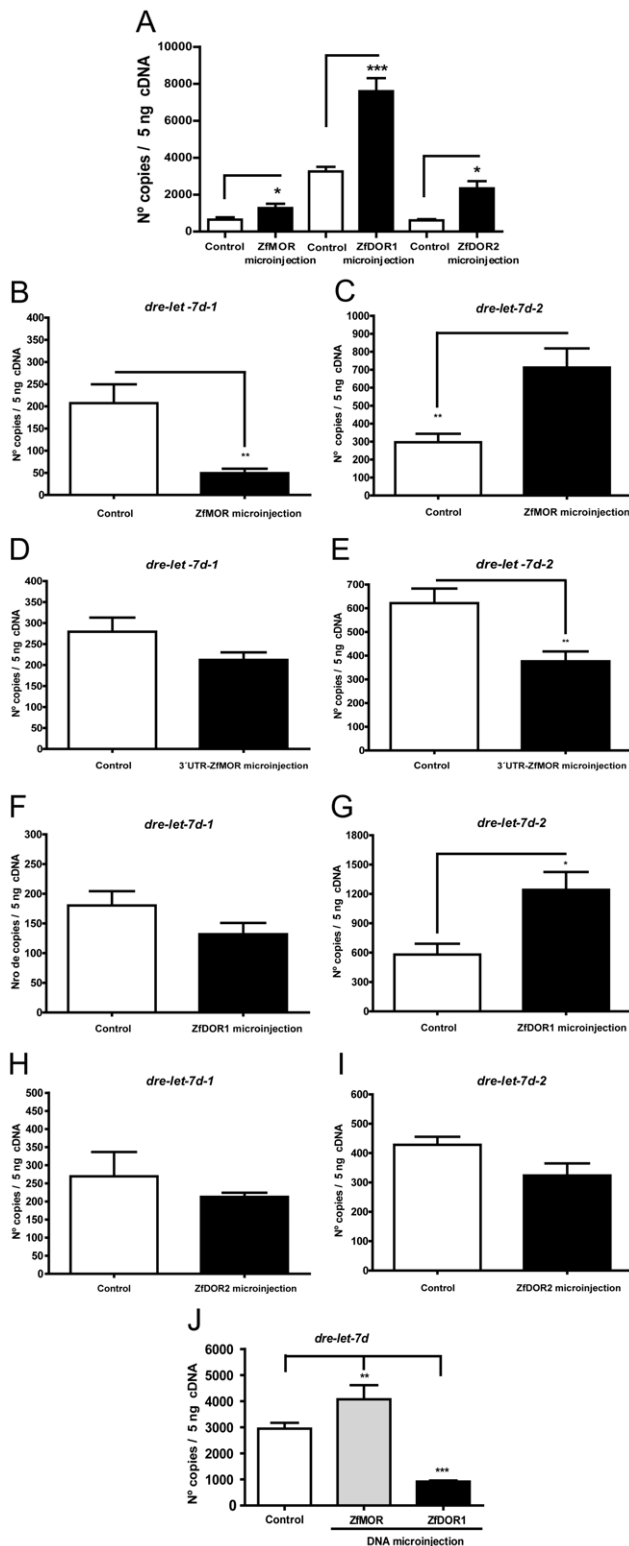 A
10000
8000
6000
4000
2000
0
Nº copies / 5 ng cDNA
*
***
*
Control ZfMOR Control ZfDOR1 Control ZfDOR2
microinjection microinjection microinjection
B
dre-let -7d-1
400
350
300
250
200
150
100
50
0
Nº copies / 5 ng cDNA
**
Control ZfMOR microinjection
C
dre-let-7d-2
1000
900
800
700
600
500
400
300
200
100
0
Nº copies / 5 ng cDNA
**
Control ZfMOR microinjection
D
dre-let -7d-1
400
350
300
250
200
150
100
50
0
Nº copies / 5 ng cDNA
Control 3´UTR-ZfMOR microinjection
E
dre-let -7d-2
700
600
500
400
300
200
100
0
Nº copies / 5 ng cDNA
**
Control 3´UTR-ZfMOR microinjection
F
dre-let-7d-1
300
250
200
150
100
50
0
Nro de copies / 5 ng cDNA
Control ZfDOR1 microinjection
G
dre-let-7d-2
1800
1500
1200
900
600
300
0
Nº copies / 5 ng cDNA
*
Control ZfDOR1 microinjection
H
dre-let-7d-1
500
450
400
350
300
250
200
150
100
50
0
Nº copies / 5 ng cDNA
Control ZfDOR2 microinjection
I
dre-let-7d-2
600
500
400
300
200
100
0
Nº copies / 5 ng cDNA
Control ZfDOR2 microinjection
J
dre-let-7d
6000
5000
4000
3000
2000
1000
0
Nº copies / 5 ng cDNA
**
***
Control ZfMOR ZfDOR1
DNA microinjection